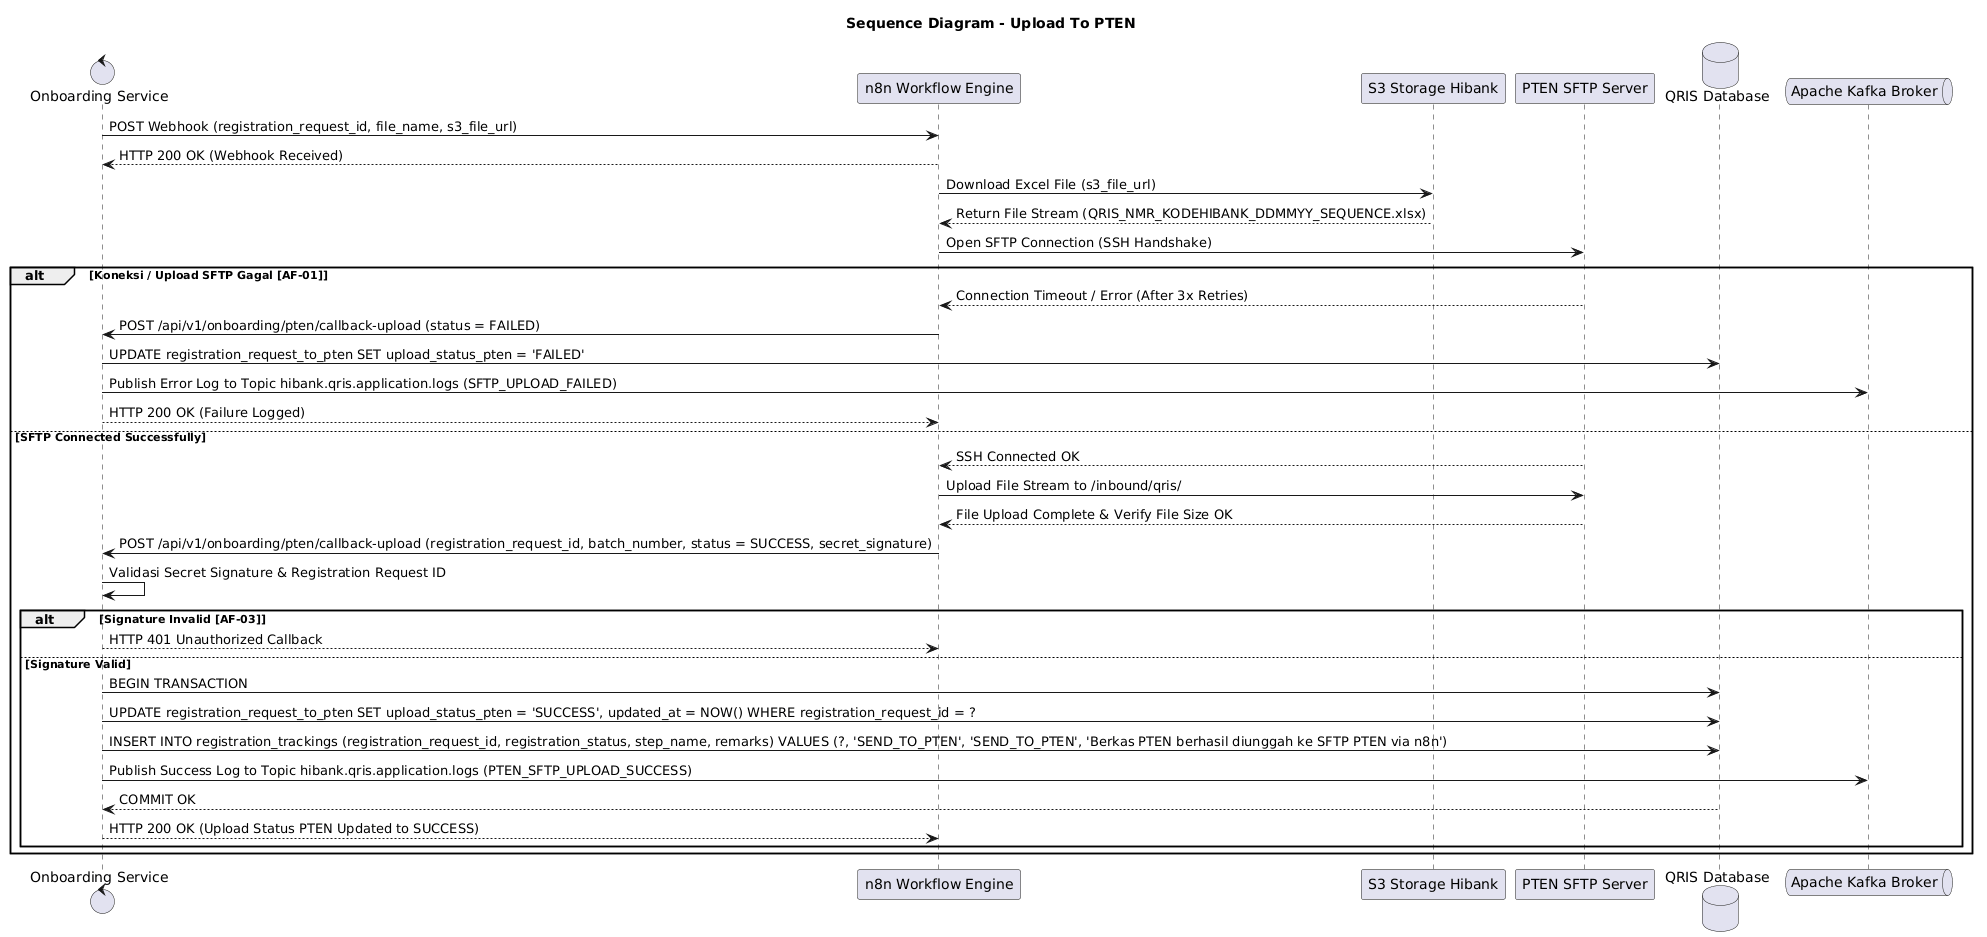 Sequence Diagram - Upload To PTEN
Onboarding Service
n8n Workflow Engine
S3 Storage Hibank
PTEN SFTP Server
QRIS Database
Apache Kafka Broker
POST Webhook (registration_request_id, file_name, s3_file_url)
HTTP 200 OK (Webhook Received)
Download Excel File (s3_file_url)
Return File Stream (QRIS_NMR_KODEHIBANK_DDMMYY_SEQUENCE.xlsx)
Open SFTP Connection (SSH Handshake)
alt [Koneksi / Upload SFTP Gagal [AF-01]]
Connection Timeout / Error (After 3x Retries)
POST /api/v1/onboarding/pten/callback-upload (status = FAILED)
UPDATE registration_request_to_pten SET upload_status_pten = 'FAILED'
Publish Error Log to Topic hibank.qris.application.logs (SFTP_UPLOAD_FAILED)
HTTP 200 OK (Failure Logged)
[SFTP Connected Successfully]
SSH Connected OK
Upload File Stream to /inbound/qris/
File Upload Complete & Verify File Size OK
POST /api/v1/onboarding/pten/callback-upload (registration_request_id, batch_number, status = SUCCESS, secret_signature)
Validasi Secret Signature & Registration Request ID
alt [Signature Invalid [AF-03]]
HTTP 401 Unauthorized Callback
[Signature Valid]
BEGIN TRANSACTION
UPDATE registration_request_to_pten SET upload_status_pten = 'SUCCESS', updated_at = NOW() WHERE registration_request_id = ?
INSERT INTO registration_trackings (registration_request_id, registration_status, step_name, remarks) VALUES (?, 'SEND_TO_PTEN', 'SEND_TO_PTEN', 'Berkas PTEN berhasil diunggah ke SFTP PTEN via n8n')
Publish Success Log to Topic hibank.qris.application.logs (PTEN_SFTP_UPLOAD_SUCCESS)
COMMIT OK
HTTP 200 OK (Upload Status PTEN Updated to SUCCESS)
Onboarding Service
n8n Workflow Engine
S3 Storage Hibank
PTEN SFTP Server
QRIS Database
Apache Kafka Broker